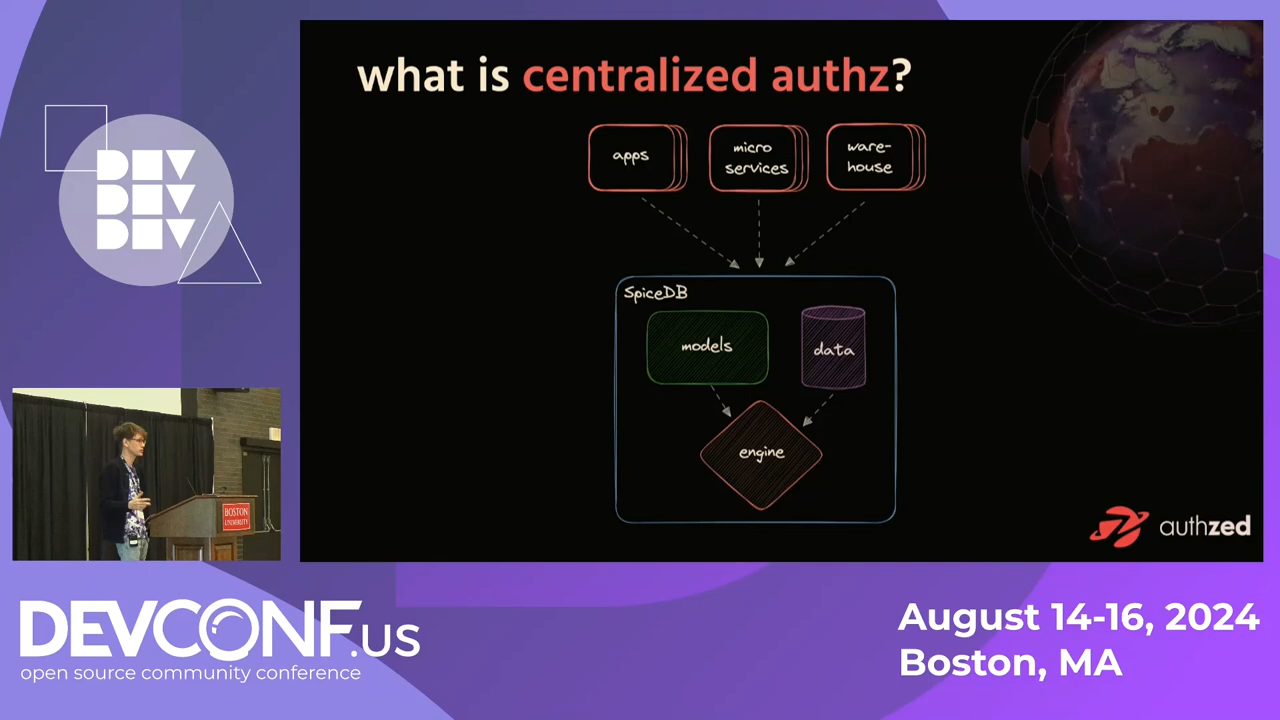 what is centralized authz?
apps
micro
services
ware-
house
SpiceDB
models
data
engine
authzed
DEV
DEV
DEV
BOSTON
UNIVERSITY
DEVCONF.US
open source community conference
August 14-16, 2024
Boston, MA